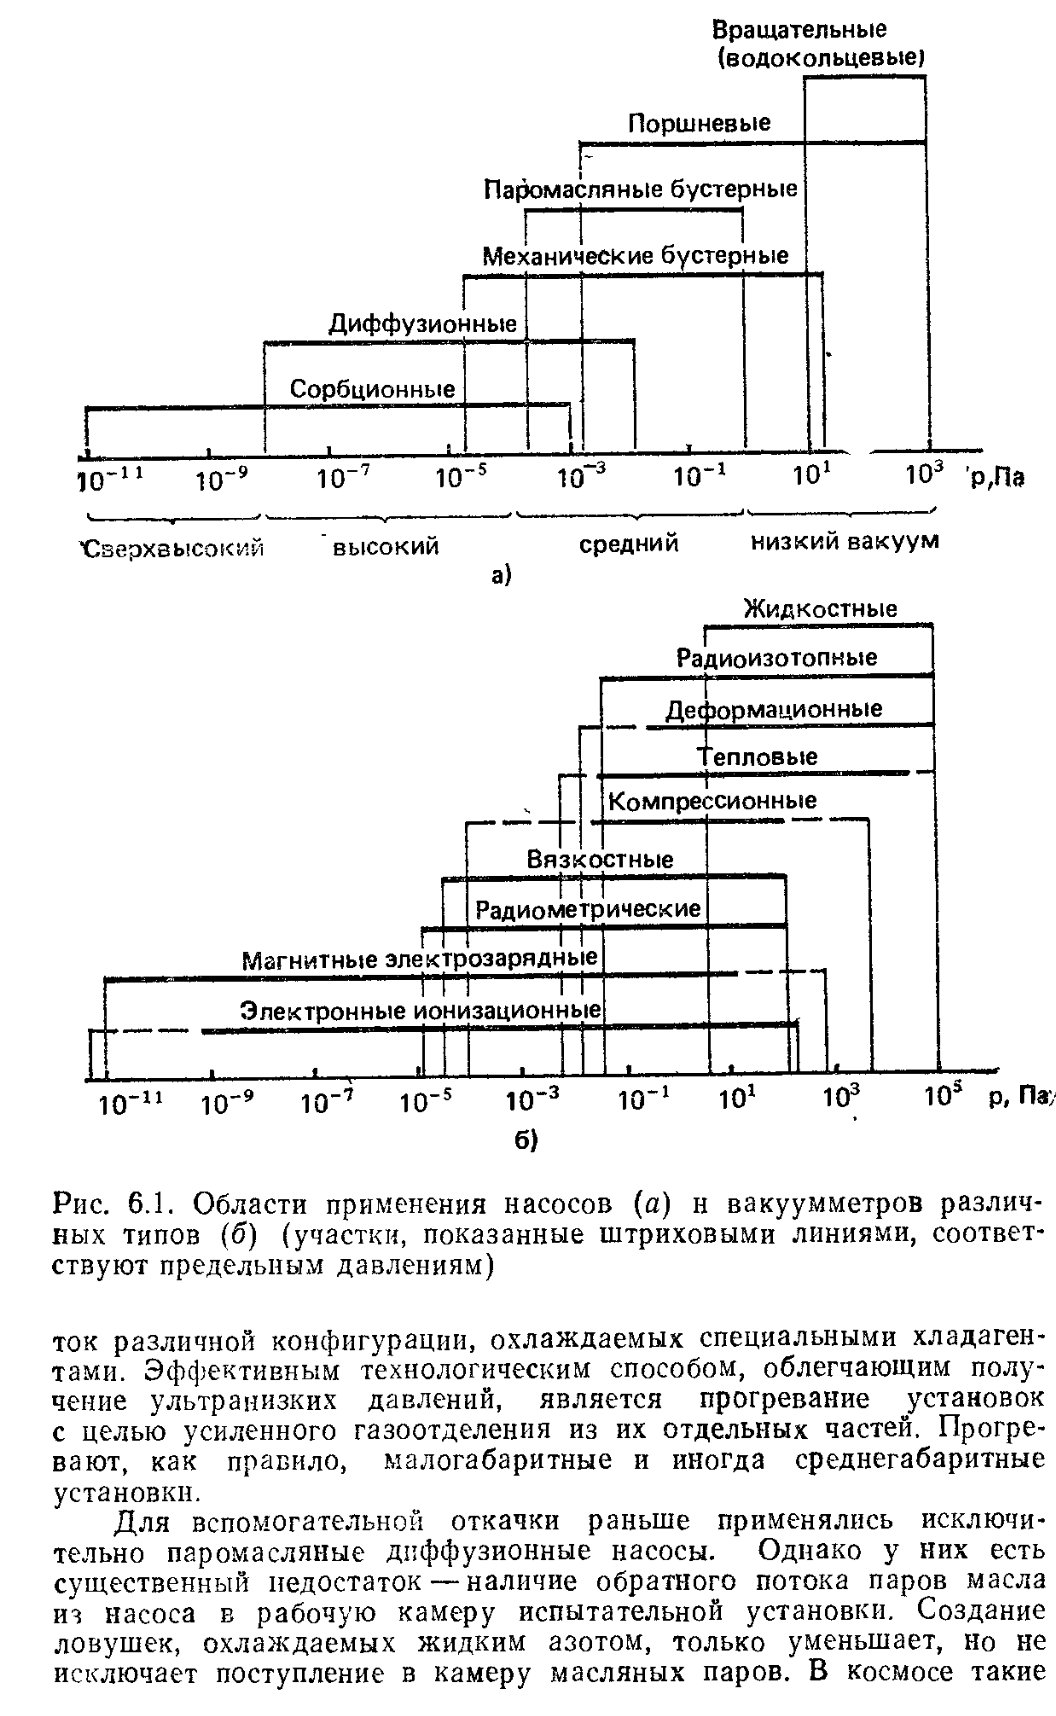 Вращательные
(водокольцевые)
Поршневые
Паромасляные бустерные
Механические бустерные
Диффузионные
Сорбционные
10⁻¹¹ 10⁻⁹ 10⁻⁷ 10⁻⁵ 10⁻³ 10⁻¹ 10¹ 10³ p,Па
Сверхвысокий высокий средний низкий вакуум
а)
Жидкостные
Радиоизотопные
Деформационные
Тепловые
Компрессионные
Вязкостные
Радиометрические
Магнитные электрозарядные
Электронные ионизационные
10⁻¹¹ 10⁻⁹ 10⁻⁷ 10⁻⁵ 10⁻³ 10⁻¹ 10¹ 10³ 10⁵ p, Па
б)
Рис. 6.1. Области применения насосов (а) н вакуумметров различ-
ных типов (б) (участки, показанные штриховыми линиями, соответ-
ствуют предельным давлениям)
ток различной конфигурации, охлаждаемых специальными хладаген-
тами. Эффективным технологическим способом, облегчающим полу-
чение ультранизких давлений, является прогревание установок
с целью усиленного газоотделения из их отдельных частей. Прогре-
вают, как правило, малогабаритные и иногда среднегабаритные
установки.
Для вспомогательной откачки раньше применялись исключи-
тельно паромасляные диффузионные насосы. Однако у них есть
существенный недостаток — наличие обратного потока паров масла
из насоса в рабочую камеру испытательной установки. Создание
ловушек, охлаждаемых жидким азотом, только уменьшает, но не
исключает поступление в камеру масляных паров. В космосе такие